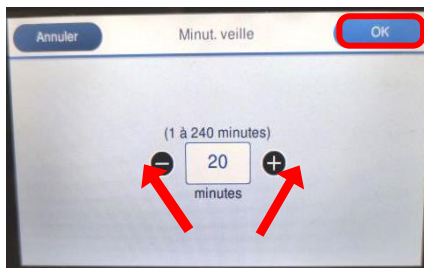 Annuler
Minut. veille
OK
(1 à 240 minutes)
20
minutes